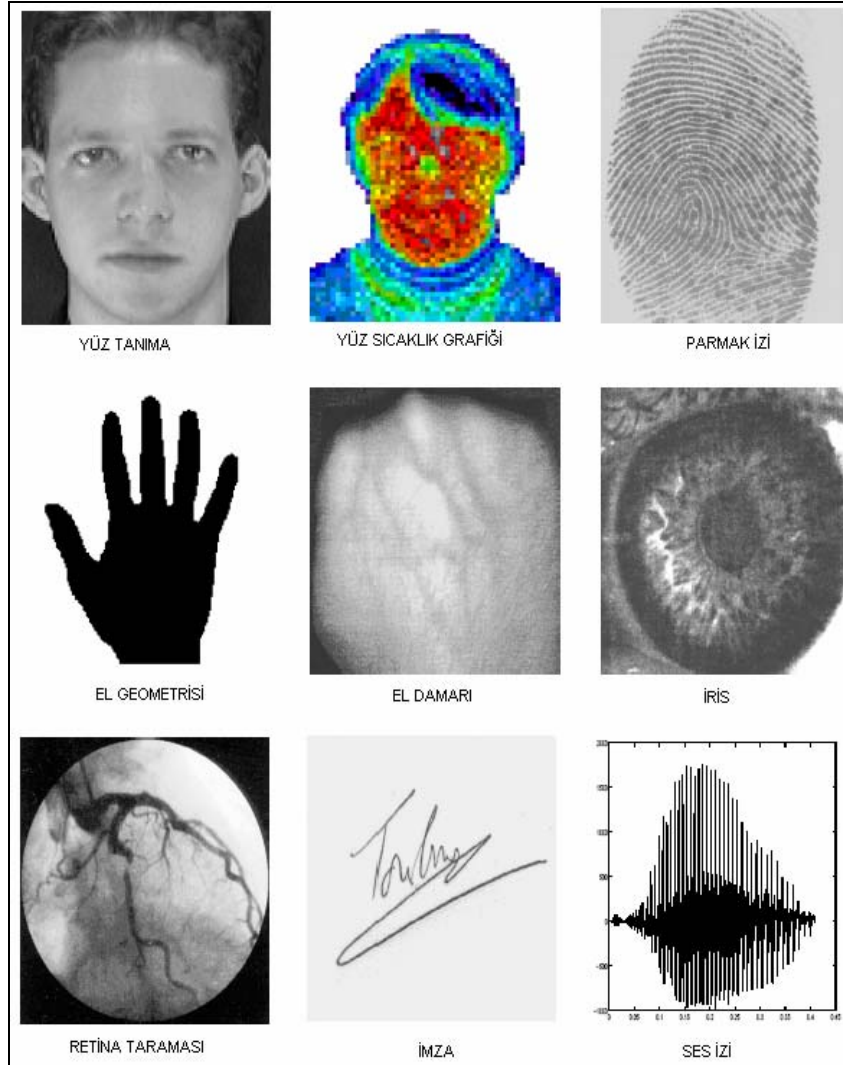 YÜZ TANIMA
YÜZ SICAKLIK GRAFİĞİ
PARMAK İZİ
EL GEOMETRİSİ
EL DAMARI
İRİS
RETİNA TARAMASI
İMZA
SES İZİ